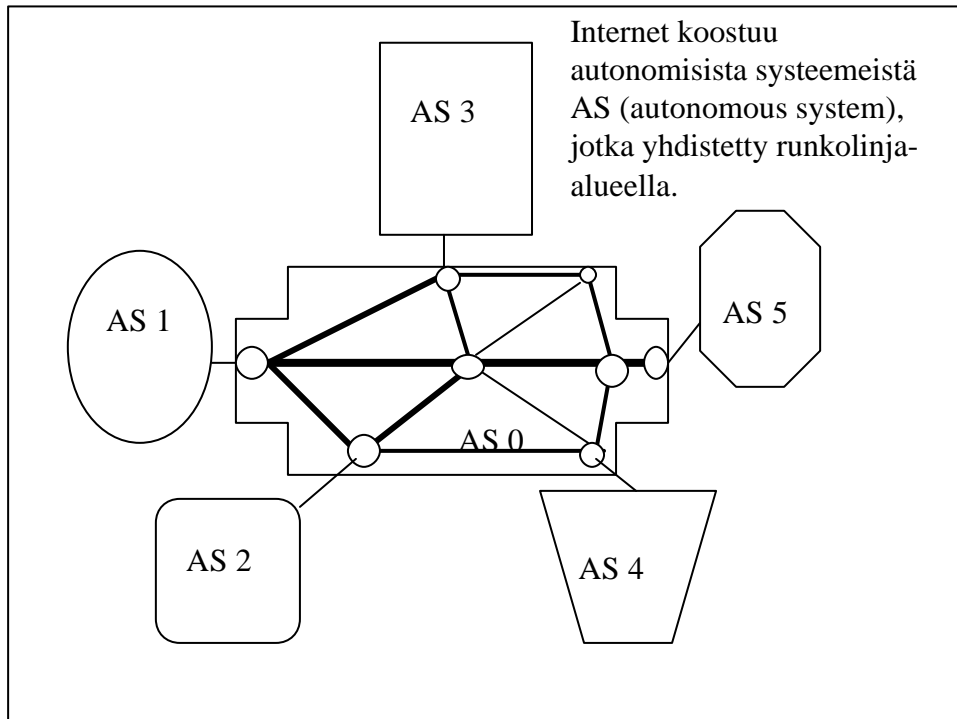 Internet koostuu
autonomisista systeemeistä
AS (autonomous system),
jotka yhdistetty runkolinja-
alueella.
AS 3
AS 1
AS 5
AS 0
AS 2
AS 4